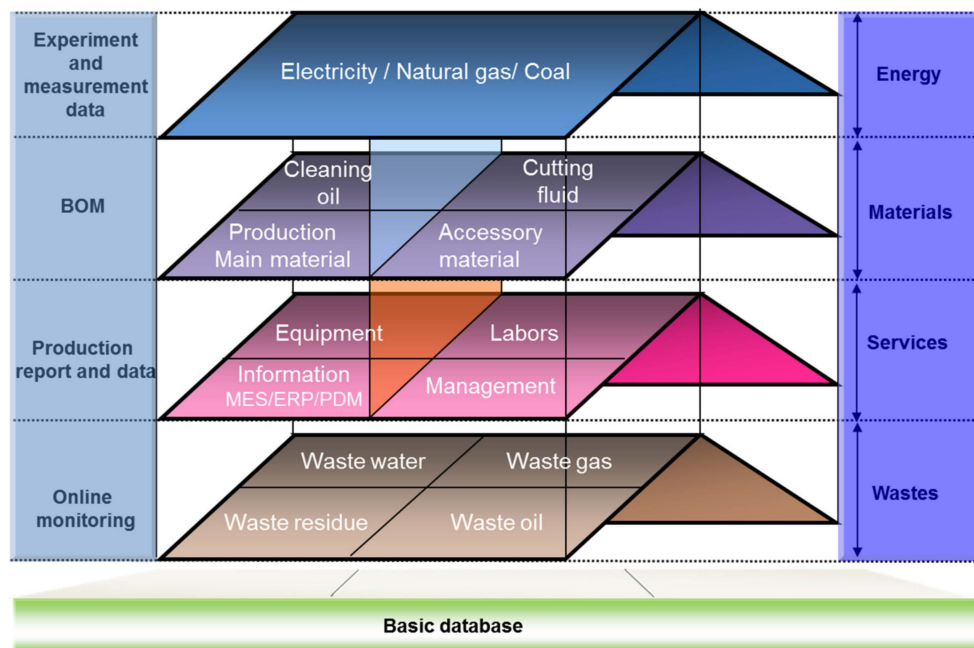 Experiment
and
measurement
data
Electricity / Natural gas/ Coal
Energy
BOM
Cleaning
oil
Cutting
fluid
Production
Main material
Accessory
material
Materials
Production
report and data
Equipment
Labors
Information
MES/ERP/PDM
Management
Services
Online
monitoring
Waste water
Waste gas
Waste residue
Waste oil
Wastes
Basic database